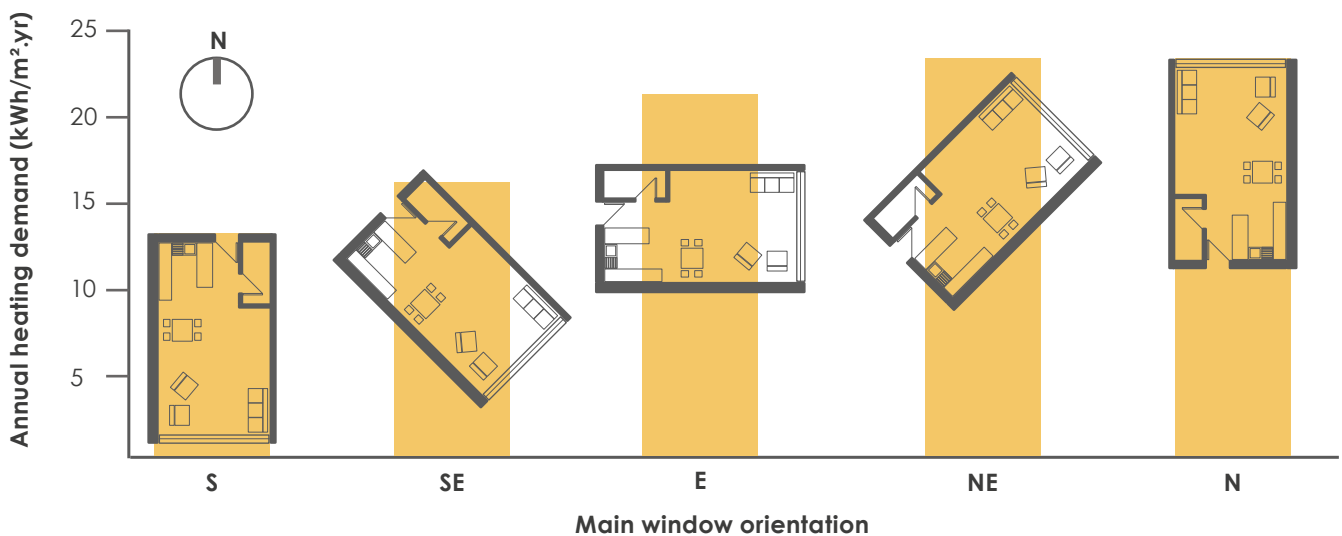 Annual heating demand (kWh/m².yr)
25
20
15
10
5
N
S
SE
E
NE
N
Main window orientation